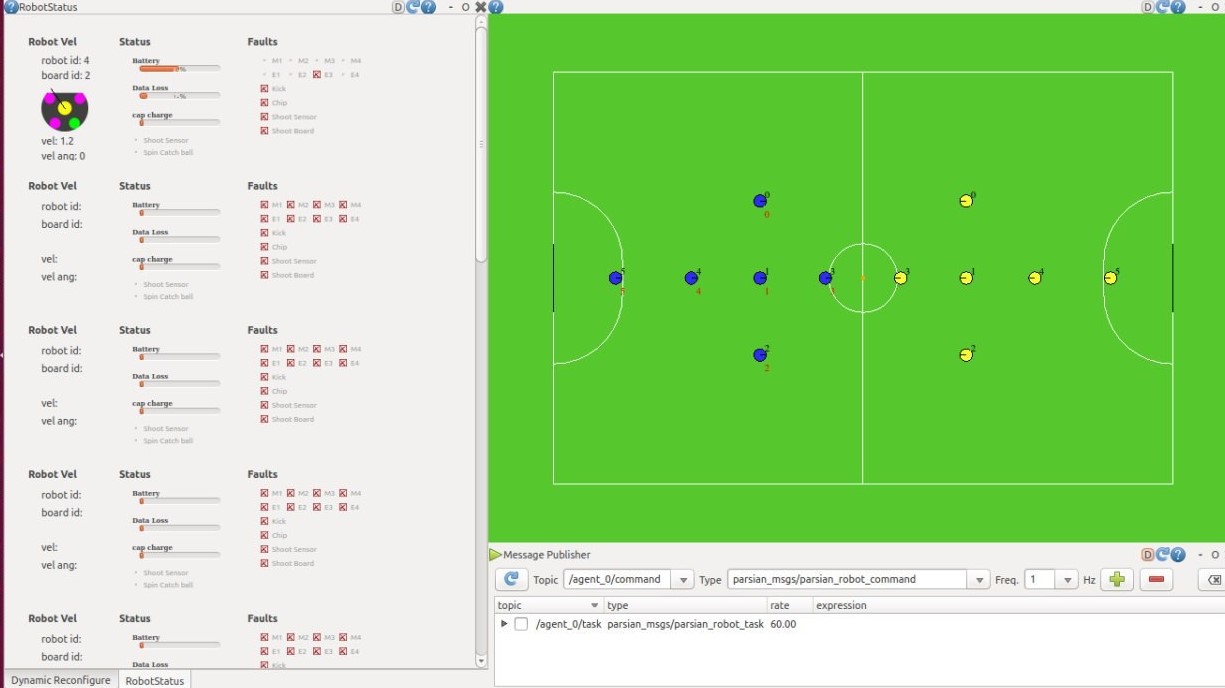 RobotStatus
D
- O
D
- O
Robot Vel Status Faults
robot id: 4 Battery M1 M2 M3 M4
board id: 2 E1 E2 E3 E4
Data Loss Kick
Chip
cap charge Shoot Sensor
Shoot Board
vel: 1.2 Shoot Sensor
vel ang: 0 Spin Catch ball
Robot Vel Status Faults
robot id: Battery M1 M2 M3 M4
board id: E1 E2 E3 E4
Data Loss Kick
Chip
vel: cap charge Shoot Sensor
vel ang: Shoot Board
Shoot Sensor
Spin Catch ball
Robot Vel Status Faults
robot id: Battery M1 M2 M3 M4
board id: E1 E2 E3 E4
Data Loss Kick
Chip
vel: cap charge Shoot Sensor
vel ang: Shoot Board
Shoot Sensor
Spin Catch ball
Robot Vel Status Faults
robot id: Battery M1 M2 M3 M4
board id: E1 E2 E3 E4
Data Loss Kick
Chip
vel: cap charge Shoot Sensor
vel ang: Shoot Board
Shoot Sensor
Spin Catch ball
Robot Vel Status Faults
robot id: Battery M1 M2 M3 M4
board id: E1 E2 E3 E4
Data Loss Kick
Dynamic Reconfigure RobotStatus
0 0
0
5 4 1 3 3 1 4 5
4 1
2 2
2
Message Publisher D - O
Topic /agent_0/command Type parsian_msgs/parsian_robot_command Freq. 1 Hz
topic type rate expression
/agent_0/task parsian_msgs/parsian_robot_task 60.00